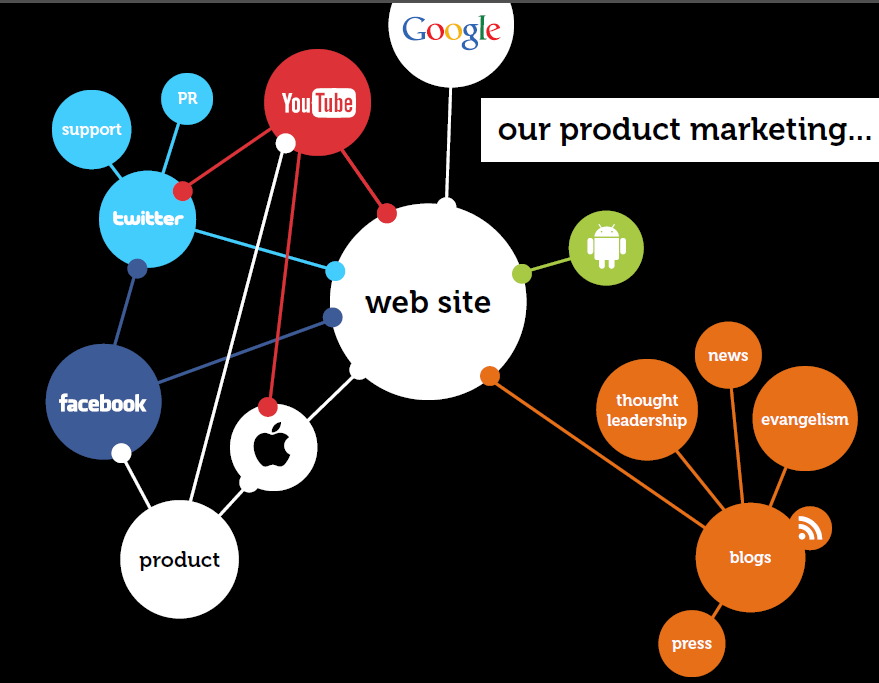 Google
our product marketing...
YouTube
PR
support
twitter
web site
facebook
product
news
thought
leadership
evangelism
blogs
press